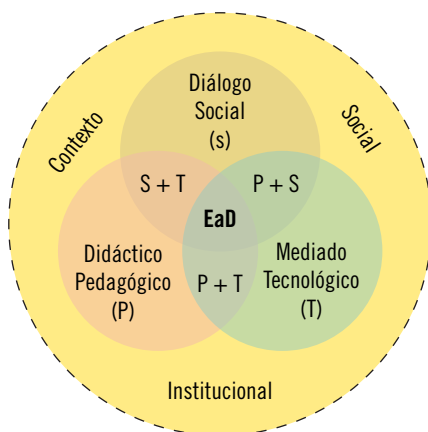 Diálogo
Social
(s)
Contexto
Social
S + T
P + S
EaD
Didáctico
Pedagógico
(P)
Mediado
Tecnológico
(T)
P + T
Institucional